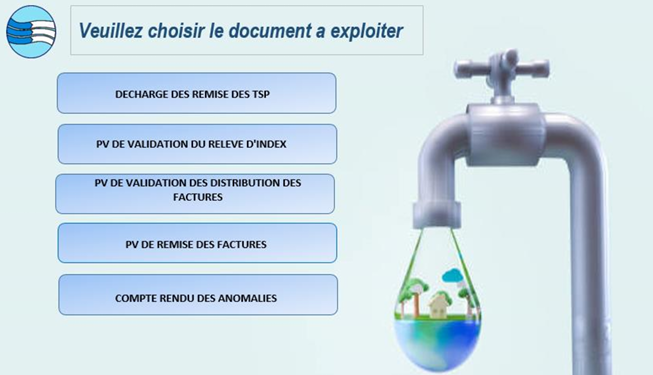 Veuillez choisir le document a exploiter
DECHARGE DES REMISE DES TSP
PV DE VALIDATION DU RELEVE D'INDEX
PV DE VALIDATION DES DISTRIBUTION DES
FACTURES
PV DE REMISE DES FACTURES
COMPTE RENDU DES ANOMALIES